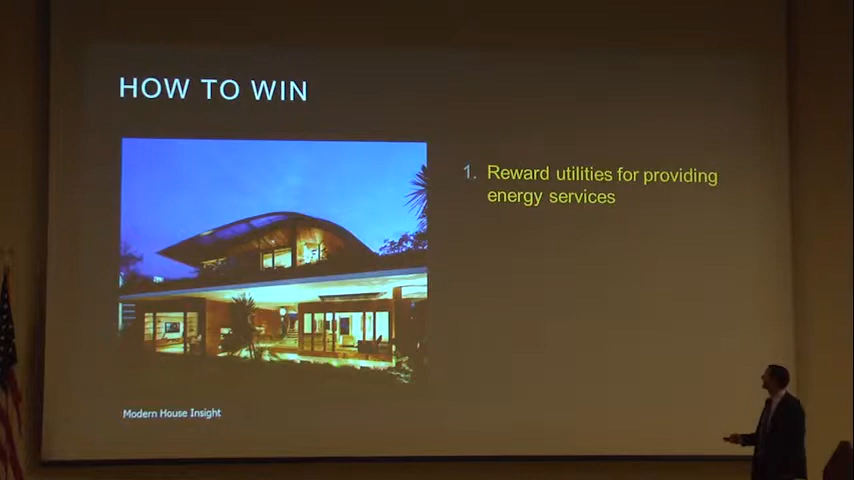 HOW TO WIN
1. Reward utilities for providing
energy services
Modern House Insight